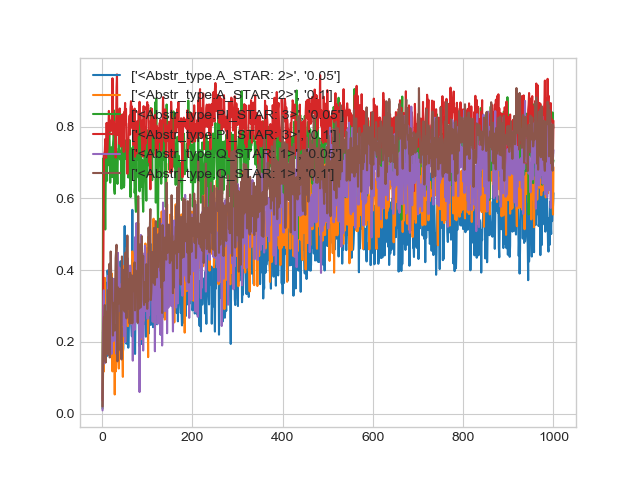 ['<Abstr_type.A_STAR: 2>', '0.05']
['<Abstr_type.A_STAR: 2>', '0.1']
['<Abstr_type.PI_STAR: 3>', '0.05']
['<Abstr_type.PI_STAR: 3>', '0.1']
['<Abstr_type.Q_STAR: 1>', '0.05']
['<Abstr_type.Q_STAR: 1>', '0.1']
0.8
0.6
0.4
0.2
0.0
0 200 400 600 800 1000